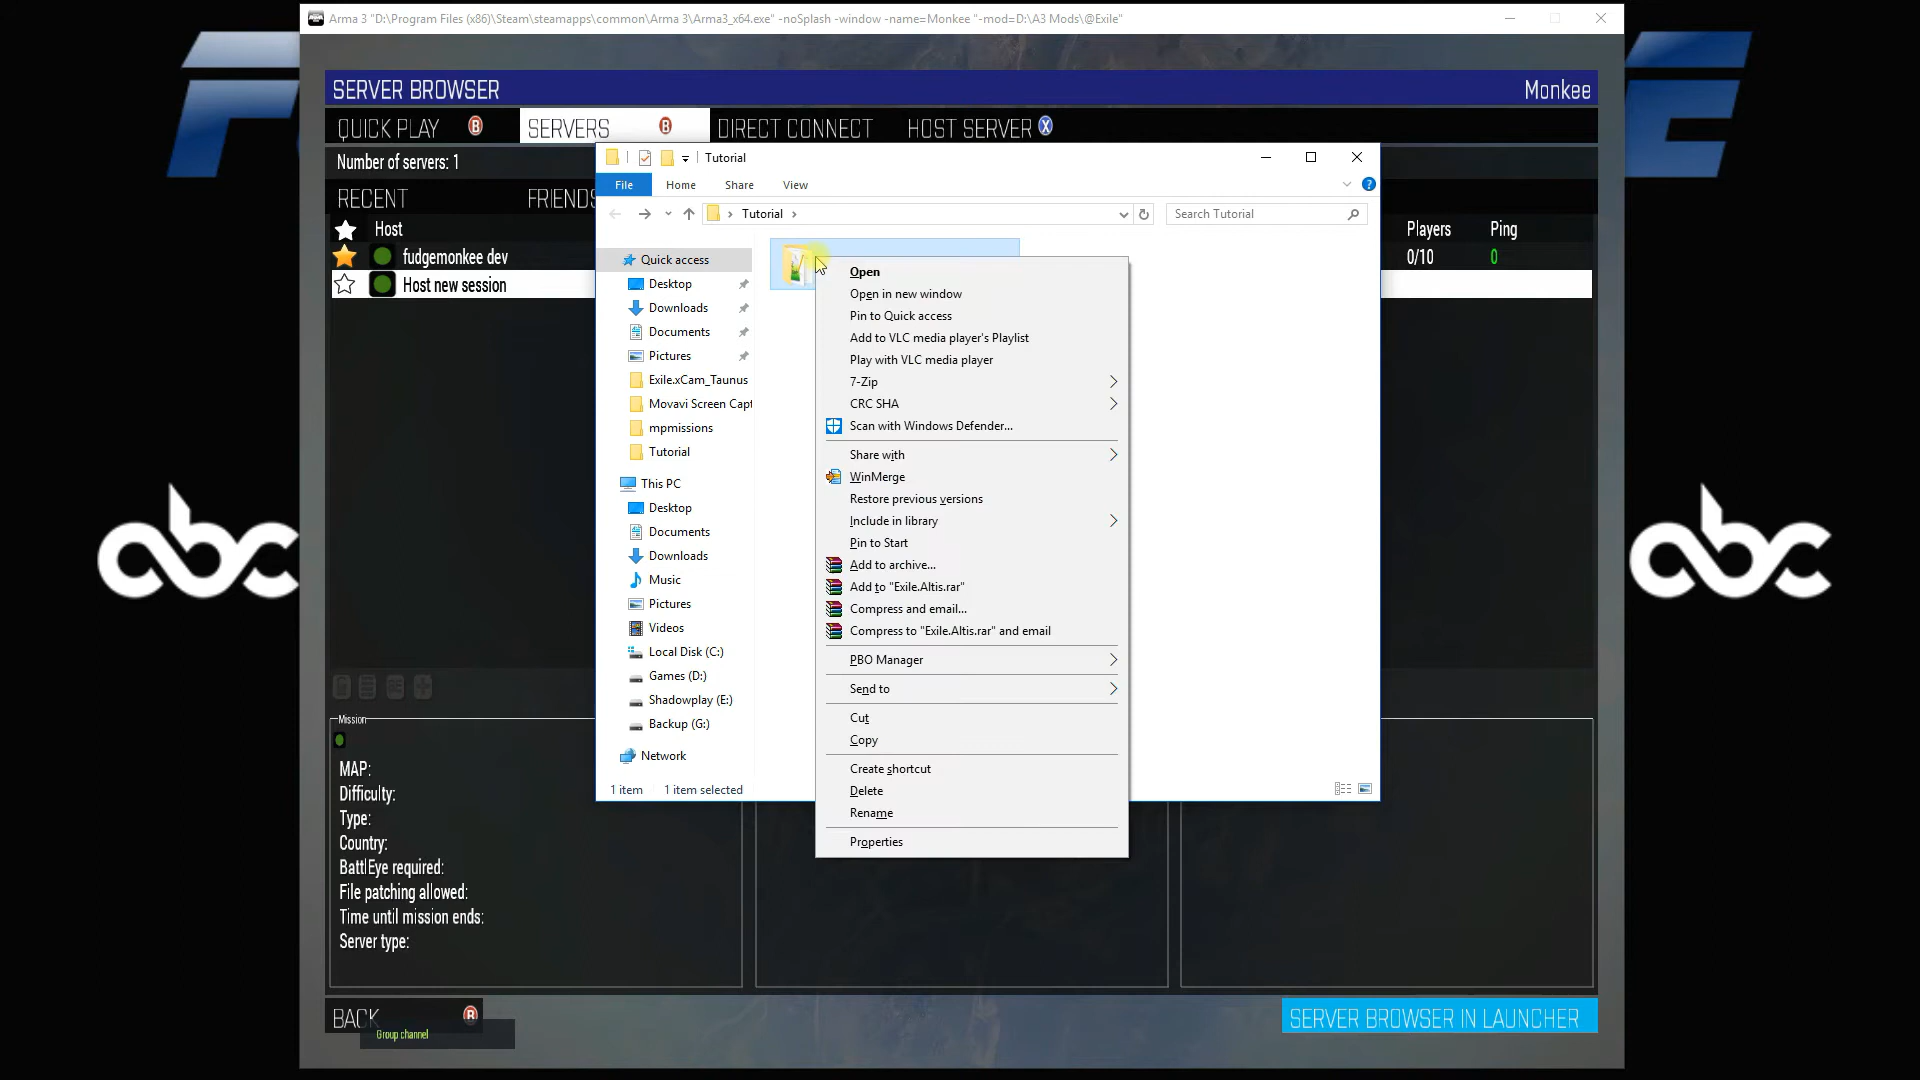 Arma 3 "D:\Program Files (x86)\Steam\steamapps\common\Arma 3\Arma3_x64.exe" -noSplash -window -name=Monkee "-mod=D:\A3 Mods\@Exile"
SERVER BROWSER
Monkee
QUICK PLAY B
SERVERS B
DIRECT CONNECT
HOST SERVER X
Number of servers: 1
RECENT
FRIENDS
Host
Players
Ping
fudgemonkee dev
0/10
0
Host new session
Tutorial
File
Home
Share
View
Tutorial
Search Tutorial
Quick access
Desktop
Downloads
Documents
Pictures
Exile.xCam_Taunus
Movavi Screen Capt
mpmissions
Tutorial
This PC
Desktop
Documents
Downloads
Music
Pictures
Videos
Local Disk (C:)
Games (D:)
Shadowplay (E:)
Backup (G:)
Network
1 item
1 item selected
Open
Open in new window
Pin to Quick access
Add to VLC media player's Playlist
Play with VLC media player
7-Zip
CRC SHA
Scan with Windows Defender...
Share with
WinMerge
Restore previous versions
Include in library
Pin to Start
Add to archive...
Add to "Exile.Altis.rar"
Compress and email...
Compress to "Exile.Altis.rar" and email
PBO Manager
Send to
Cut
Copy
Create shortcut
Delete
Rename
Properties
Mission
MAP:
Difficulty:
Type:
Country:
BattlEye required:
File patching allowed:
Time until mission ends:
Server type:
BACK B
Group channel
SERVER BROWSER IN LAUNCHER
abc
abc